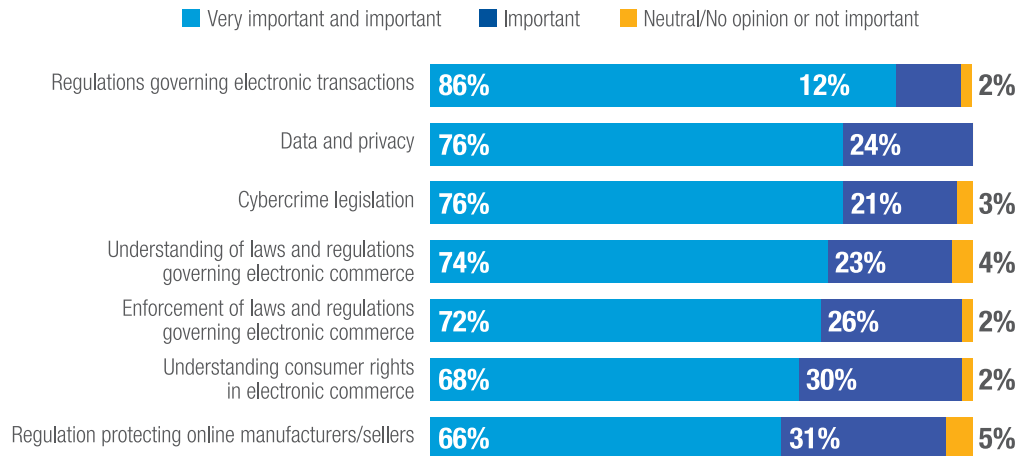 Very important and important Important Neutral/No opinion or not important
Regulations governing electronic transactions 86% 12% 2%
Data and privacy 76% 24%
Cybercrime legislation 76% 21% 3%
Understanding of laws and regulations
governing electronic commerce 74% 23% 4%
Enforcement of laws and regulations
governing electronic commerce 72% 26% 2%
Understanding consumer rights
in electronic commerce 68% 30% 2%
Regulation protecting online manufacturers/sellers 66% 31% 5%